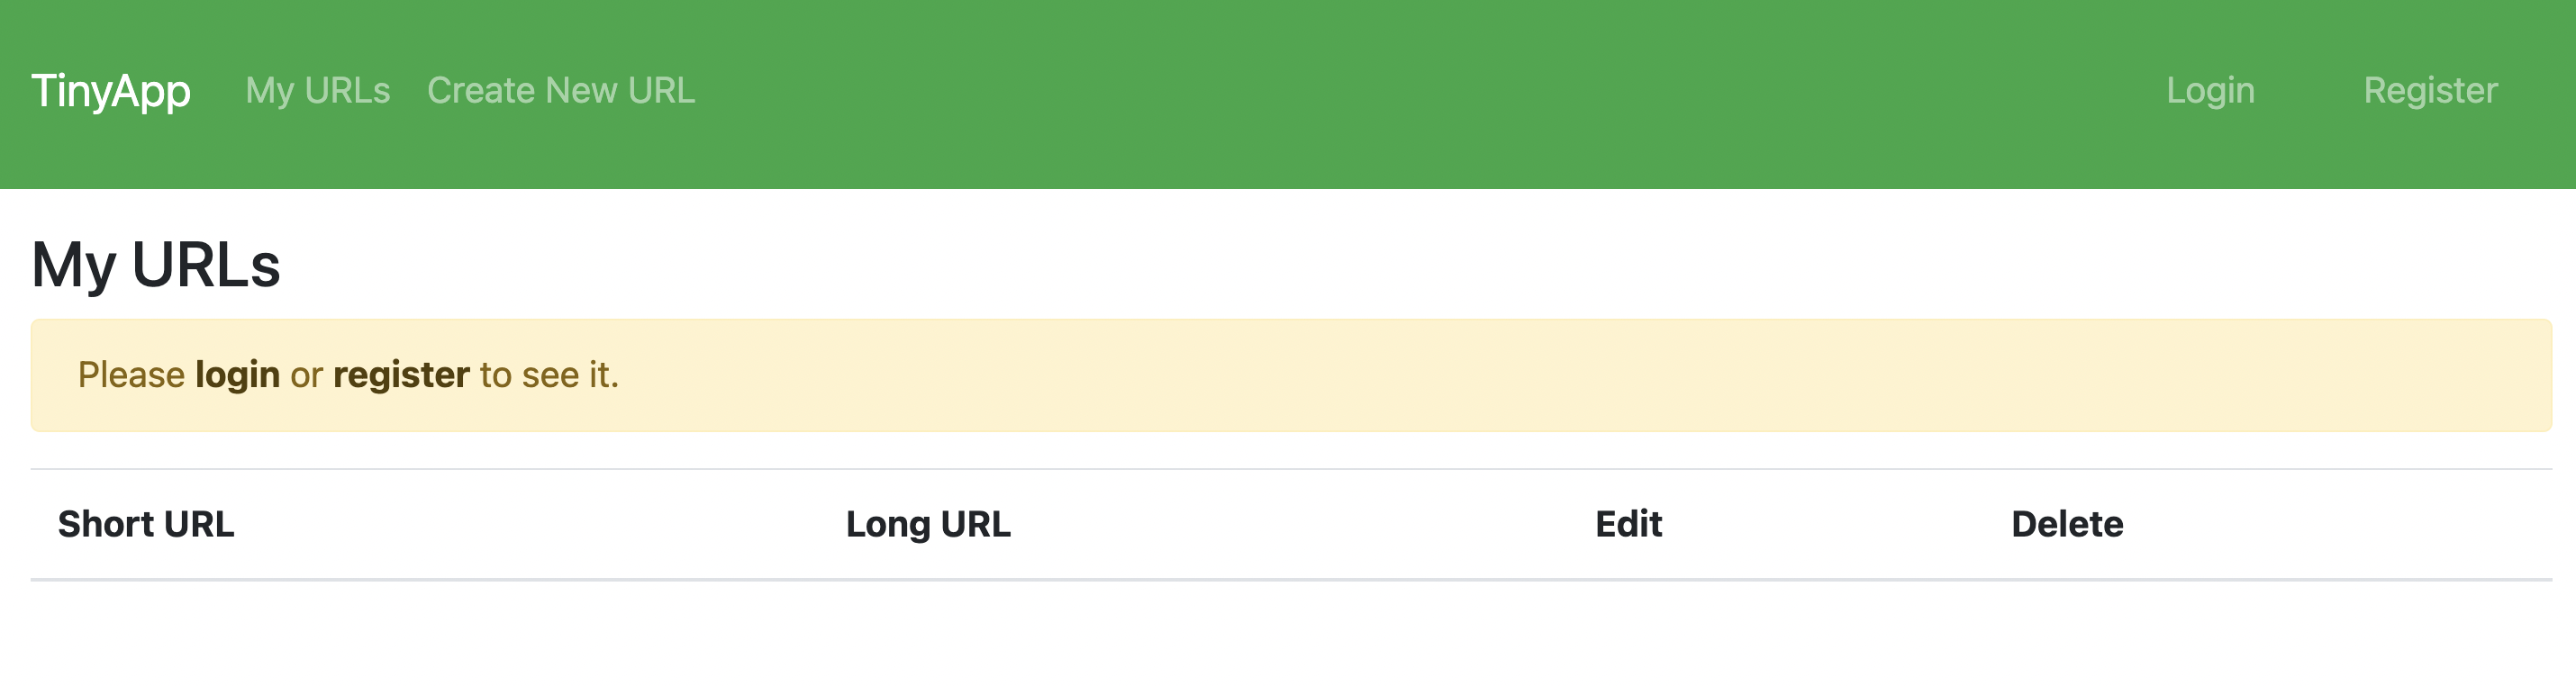 TinyApp My URLs Create New URL Login Register
My URLs
Please login or register to see it.
Short URL Long URL Edit Delete